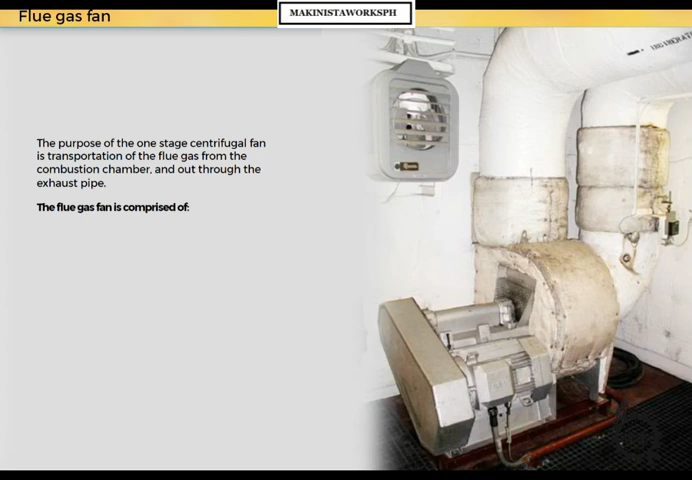 Flue gas fan
MAKINISTAWORKSPH
The purpose of the one stage centrifugal fan
is transportation of the flue gas from the
combustion chamber, and out through the
exhaust pipe.
The flue gas fan is comprised of: